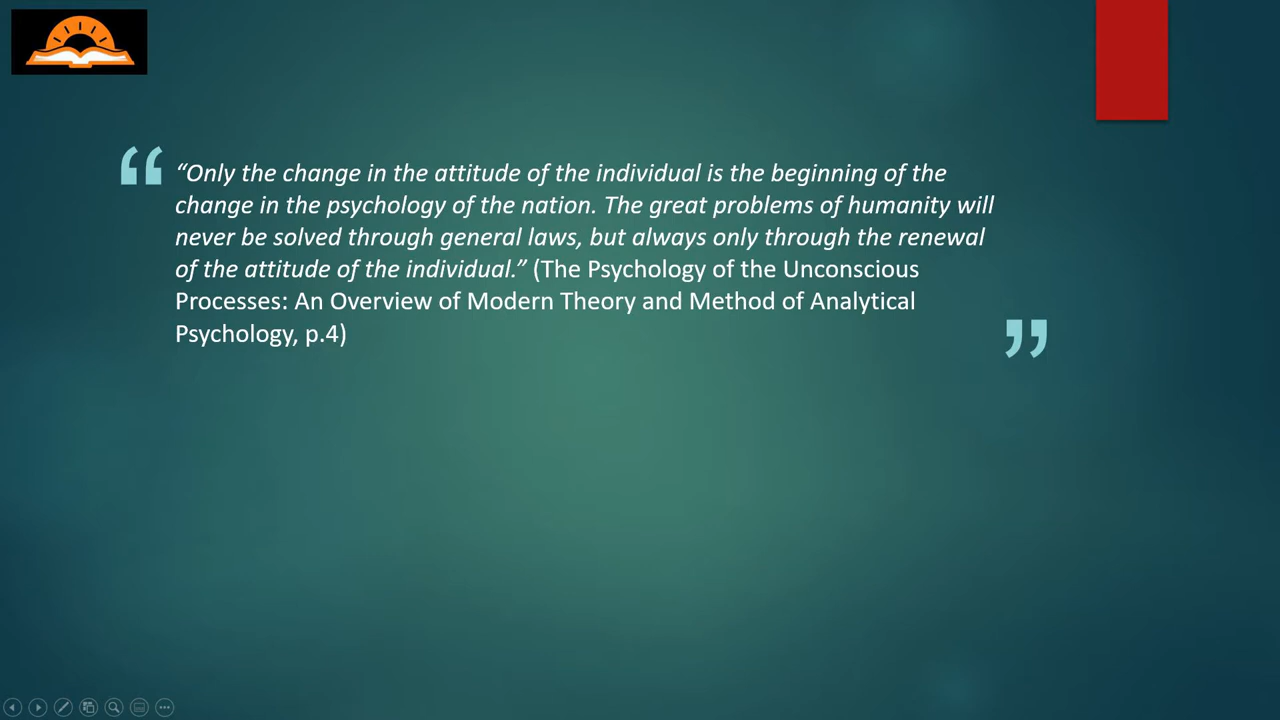 “Only the change in the attitude of the individual is the beginning of the
change in the psychology of the nation. The great problems of humanity will
never be solved through general laws, but always only through the renewal
of the attitude of the individual.” (The Psychology of the Unconscious
Processes: An Overview of Modern Theory and Method of Analytical
Psychology, p.4)